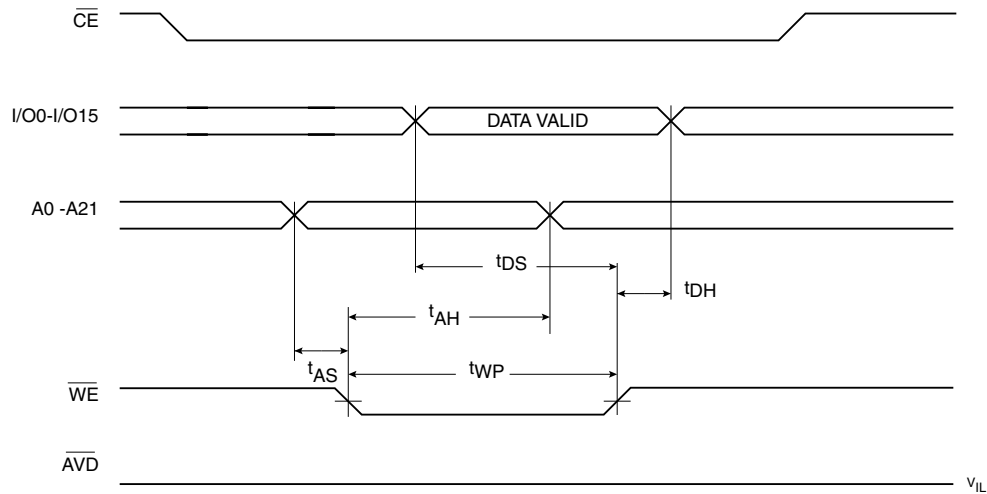 CE
I/O0-I/O15
DATA VALID
A0 -A21
tDS
tDH
tAH
tAS
tWP
WE
AVD
VIL